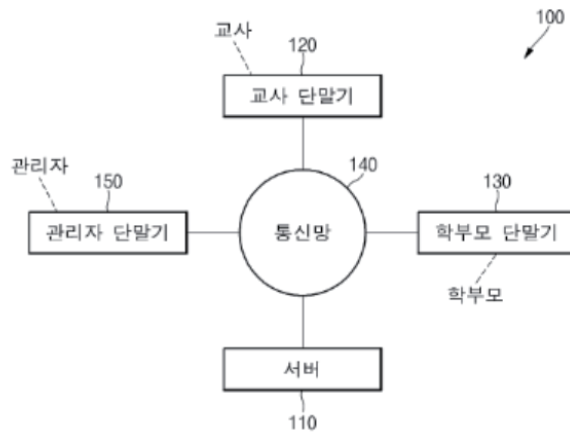 교사
100
120
교사 단말기
관리자
150
140
130
관리자 단말기
통신망
학부모 단말기
학부모
서버
110